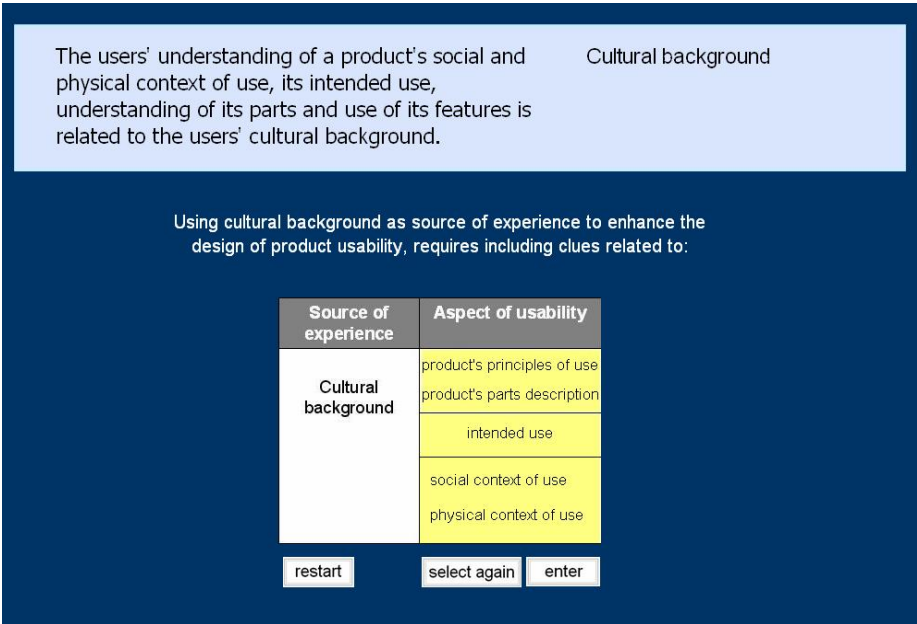 The users' understanding of a product's social and
physical context of use, its intended use,
understanding of its parts and use of its features is
related to the users' cultural background.
Cultural background
Using cultural background as source of experience to enhance the
design of product usability, requires including clues related to:
Source of
experience
Aspect of usability
Cultural
background
product's principles of use
product's parts description
intended use
social context of use
physical context of use
restart
select again
enter